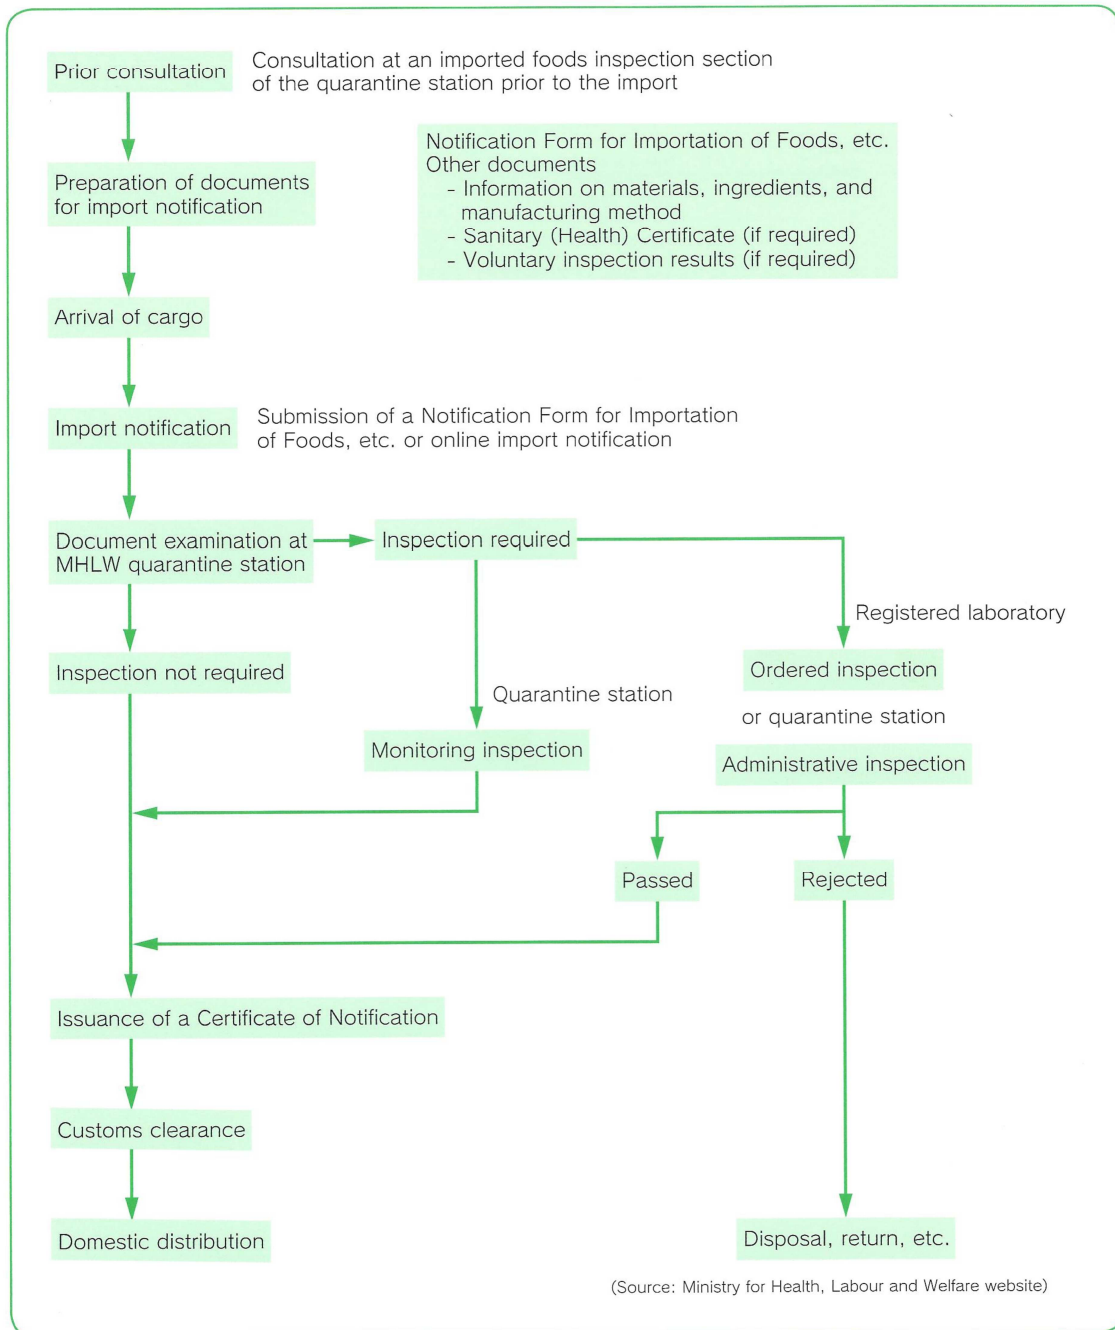 Prior consultation
Consultation at an imported foods inspection section
of the quarantine station prior to the import
Notification Form for Importation of Foods, etc.
Other documents
- Information on materials, ingredients, and
manufacturing method
- Sanitary (Health) Certificate (if required)
- Voluntary inspection results (if required)
Preparation of documents
for import notification
Arrival of cargo
Import notification
Submission of a Notification Form for Importation
of Foods, etc. or online import notification
Document examination at
MHLW quarantine station
Inspection required
Registered laboratory
Inspection not required
Ordered inspection
Quarantine station
or quarantine station
Monitoring inspection
Administrative inspection
Passed
Rejected
Issuance of a Certificate of Notification
Customs clearance
Domestic distribution
Disposal, return, etc.
(Source: Ministry for Health, Labour and Welfare website)